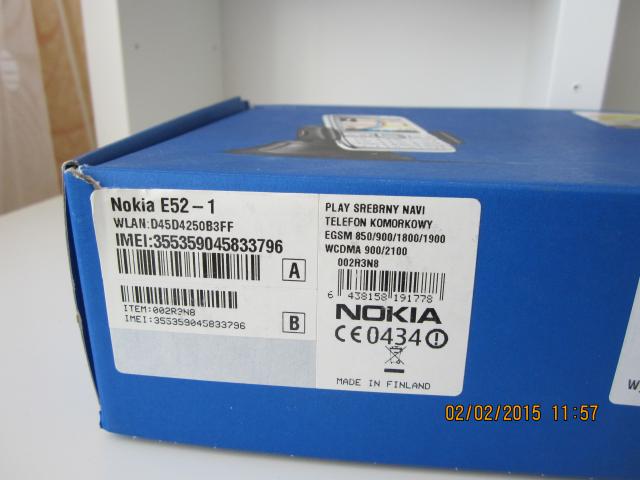 Nokia E52-1
WLAN:D45D4250B3FF
IMEI:355359045833796
A
ITEM:002R3N8
IMEI:355359045833796
B
PLAY SREBRNY NAVI
TELEFON KOMORKOWY
EGSM 850/900/1800/1900
WCDMA 900/2100
002R3N8
6 438158 191778
NOKIA
CE0434
MADE IN FINLAND
02/02/2015 11:57